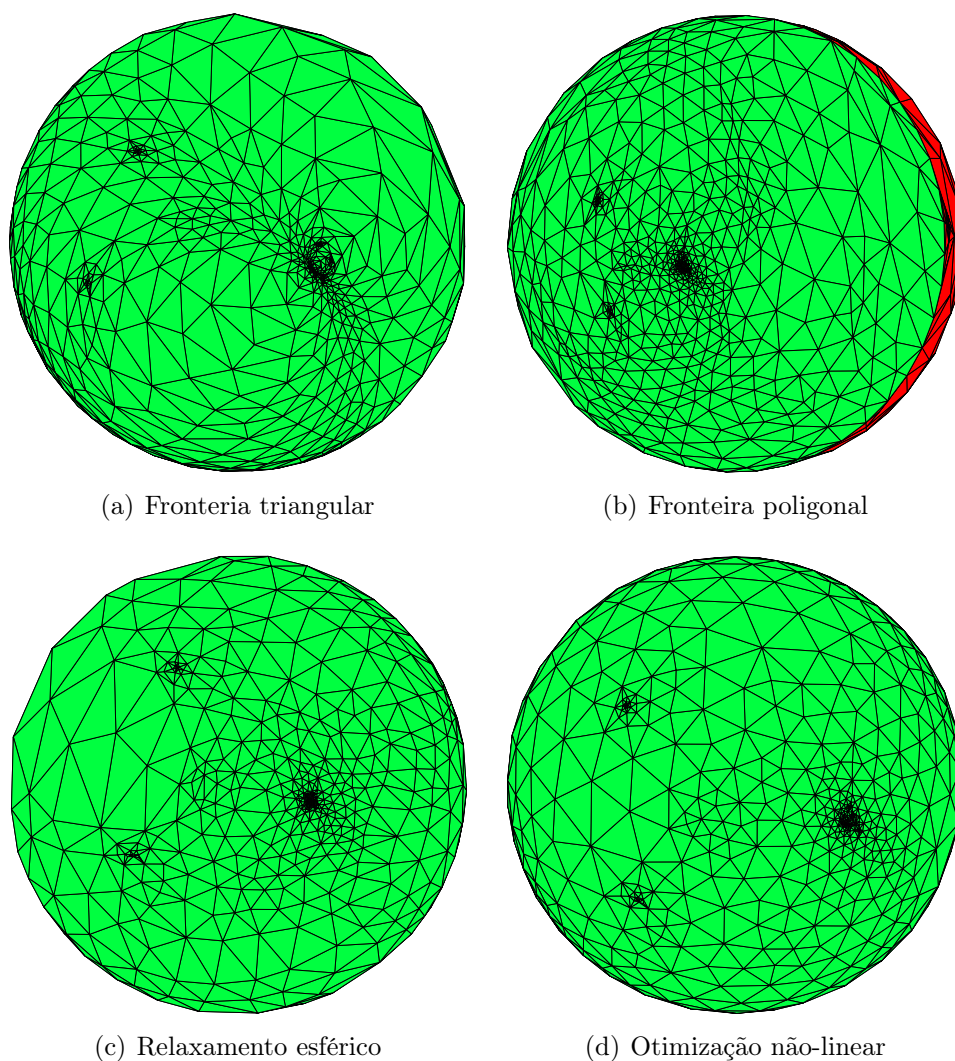 (a) Fronteria triangular
(b) Fronteira poligonal
(c) Relaxamento esférico
(d) Otimização não-linear